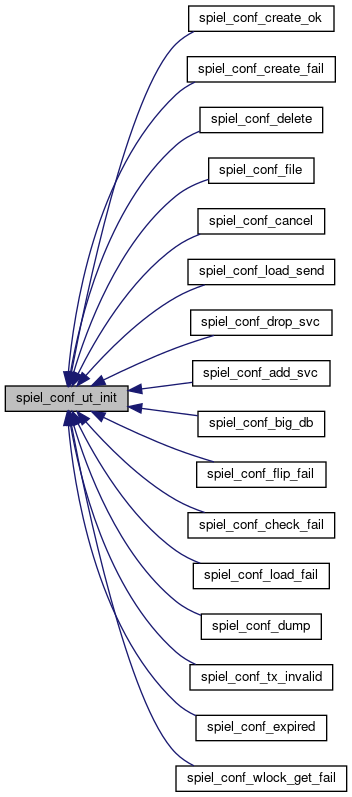 spiel_conf_create_ok
spiel_conf_create_fail
spiel_conf_delete
spiel_conf_file
spiel_conf_cancel
spiel_conf_load_send
spiel_conf_drop_svc
spiel_conf_add_svc
spiel_conf_ut_init
spiel_conf_big_db
spiel_conf_flip_fail
spiel_conf_check_fail
spiel_conf_load_fail
spiel_conf_dump
spiel_conf_tx_invalid
spiel_conf_expired
spiel_conf_wlock_get_fail